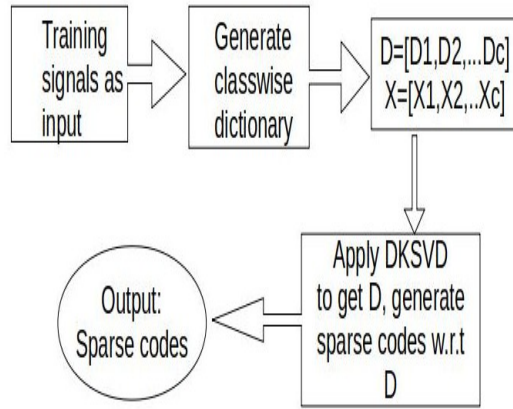 Training
signals as
input
Generate
classwise
dictionary
D=[D1,D2,...Dc]
X=[X1,X2,..Xc]
Apply DKSVD
to get D, generate
sparse codes w.r.t
D
Output:
Sparse codes